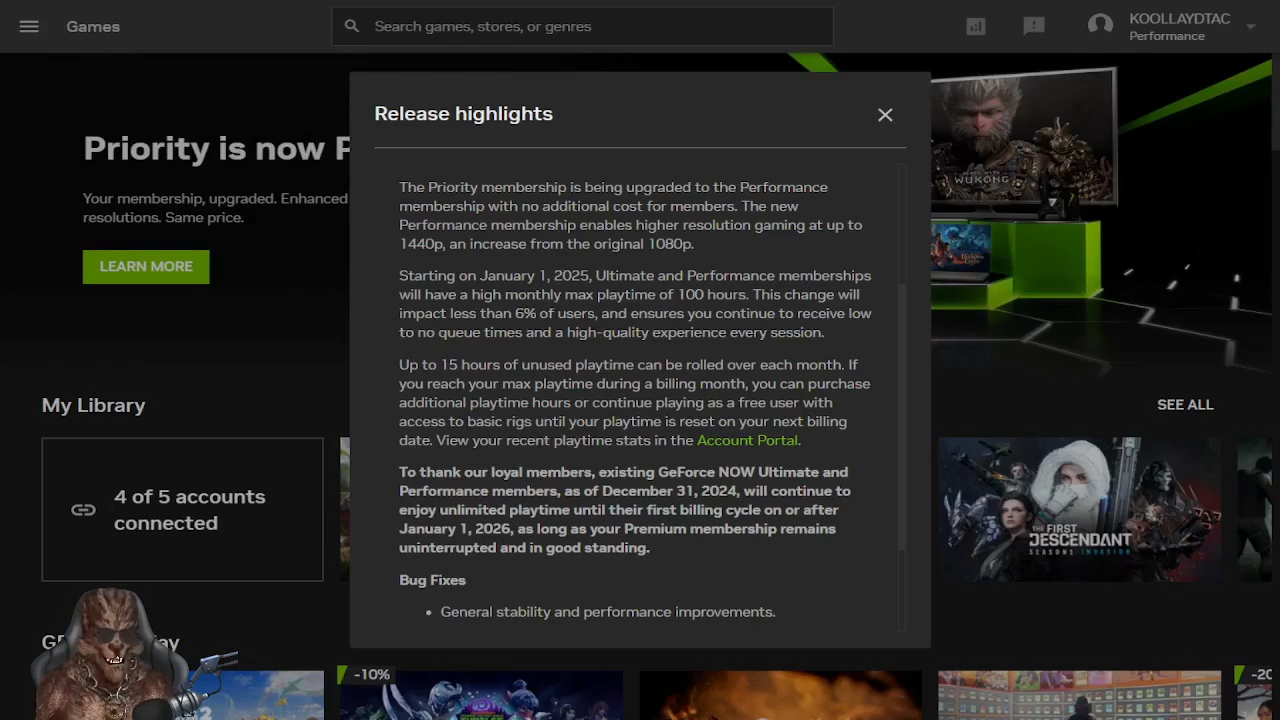 Games
Search games, stores, or genres
KOOLLAYDTAC
Performance
Priority is now P
Your membership, upgraded. Enhanced
resolutions. Same price.
LEARN MORE
Release highlights
The Priority membership is being upgraded to the Performance
membership with no additional cost for members. The new
Performance membership enables higher resolution gaming at up to
1440p, an increase from the original 1080p.
Starting on January 1, 2025, Ultimate and Performance memberships
will have a high monthly max playtime of 100 hours. This change will
impact less than 6% of users, and ensures you continue to receive low
to no queue times and a high-quality experience every session.
Up to 15 hours of unused playtime can be rolled over each month. If
you reach your max playtime during a billing month, you can purchase
additional playtime hours or continue playing as a free user with
access to basic rigs until your playtime is reset on your next billing
date. View your recent playtime stats in the Account Portal.
To thank our loyal members, existing GeForce NOW Ultimate and
Performance members, as of December 31, 2024, will continue to
enjoy unlimited playtime until their first billing cycle on or after
January 1, 2026, as long as your Premium membership remains
uninterrupted and in good standing.
Bug Fixes
• General stability and performance improvements.
WUKONG
My Library
SEE ALL
4 of 5 accounts
connected
THE FIRST
DESCENDANT
SEASON1 INVASION
-10%
-20